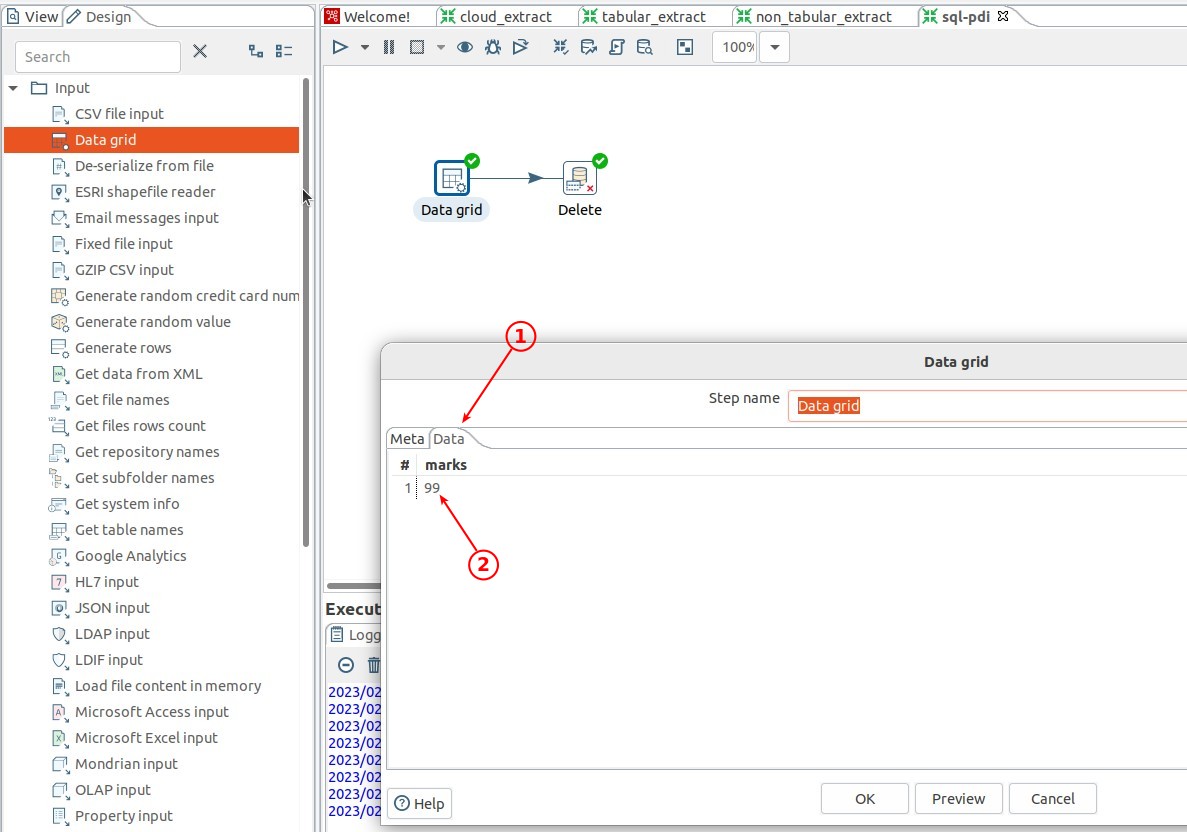 View Design
Search
Input
CSV file input
Data grid
De-serialize from file
ESRI shapefile reader
Email messages input
Fixed file input
GZIP CSV input
Generate random credit card num
Generate random value
Generate rows
Get data from XML
Get file names
Get files rows count
Get repository names
Get subfolder names
Get system info
Get table names
Google Analytics
HL7 input
JSON input
LDAP input
LDIF input
Load file content in memory
Microsoft Access input
Microsoft Excel input
Mondrian input
OLAP input
Property input
Welcome! cloud_extract tabular_extract non_tabular_extract sql-pdi
100%
Data grid Delete
1
Data grid
Step name Data grid
Meta Data
# marks
1 99
2
Execut
Logg
2023/02
2023/02
2023/02
2023/02
2023/02
2023/02
2023/02
2023/02
Help OK Preview Cancel